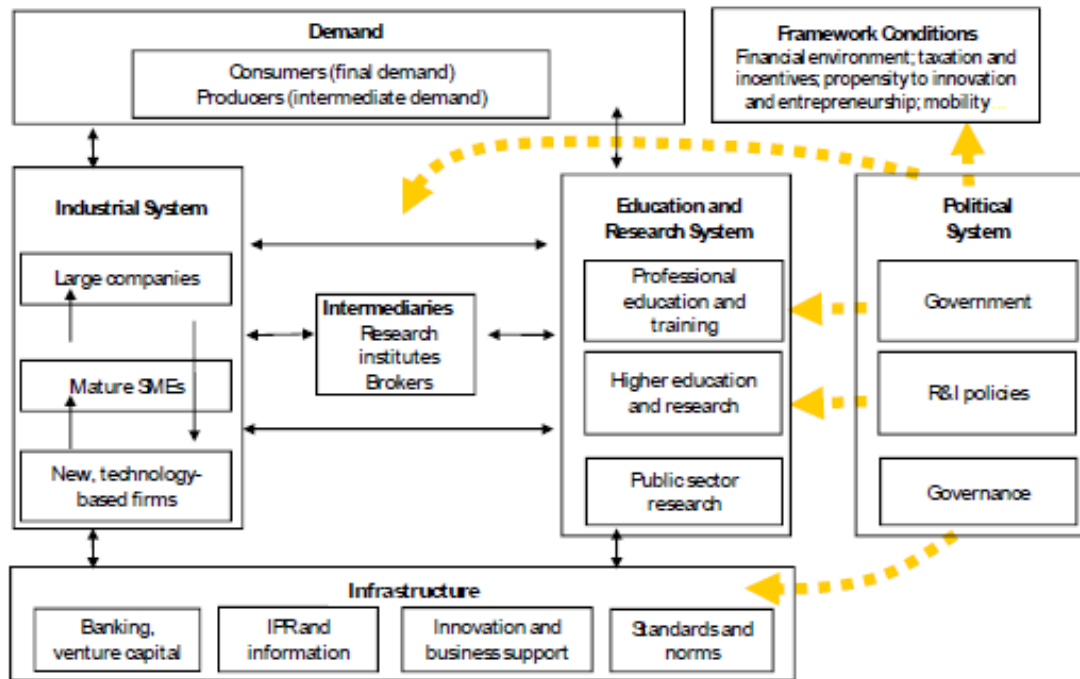 Demand
Consumers (final demand)
Producers (intermediate demand)
Framework Conditions
Financial environment; taxation and
incentives; propensity to innovation
and entrepreneurship; mobility ...
Industrial System
Large companies
Mature SMEs
New, technology-
based firms
Intermediaries
Research
institutes
Brokers
Education and
Research System
Professional
education and
training
Higher education
and research
Public sector
research
Political
System
Government
R&I policies
Governance
Infrastructure
Banking,
venture capital
IPR and
information
Innovation and
business support
Standards and
norms